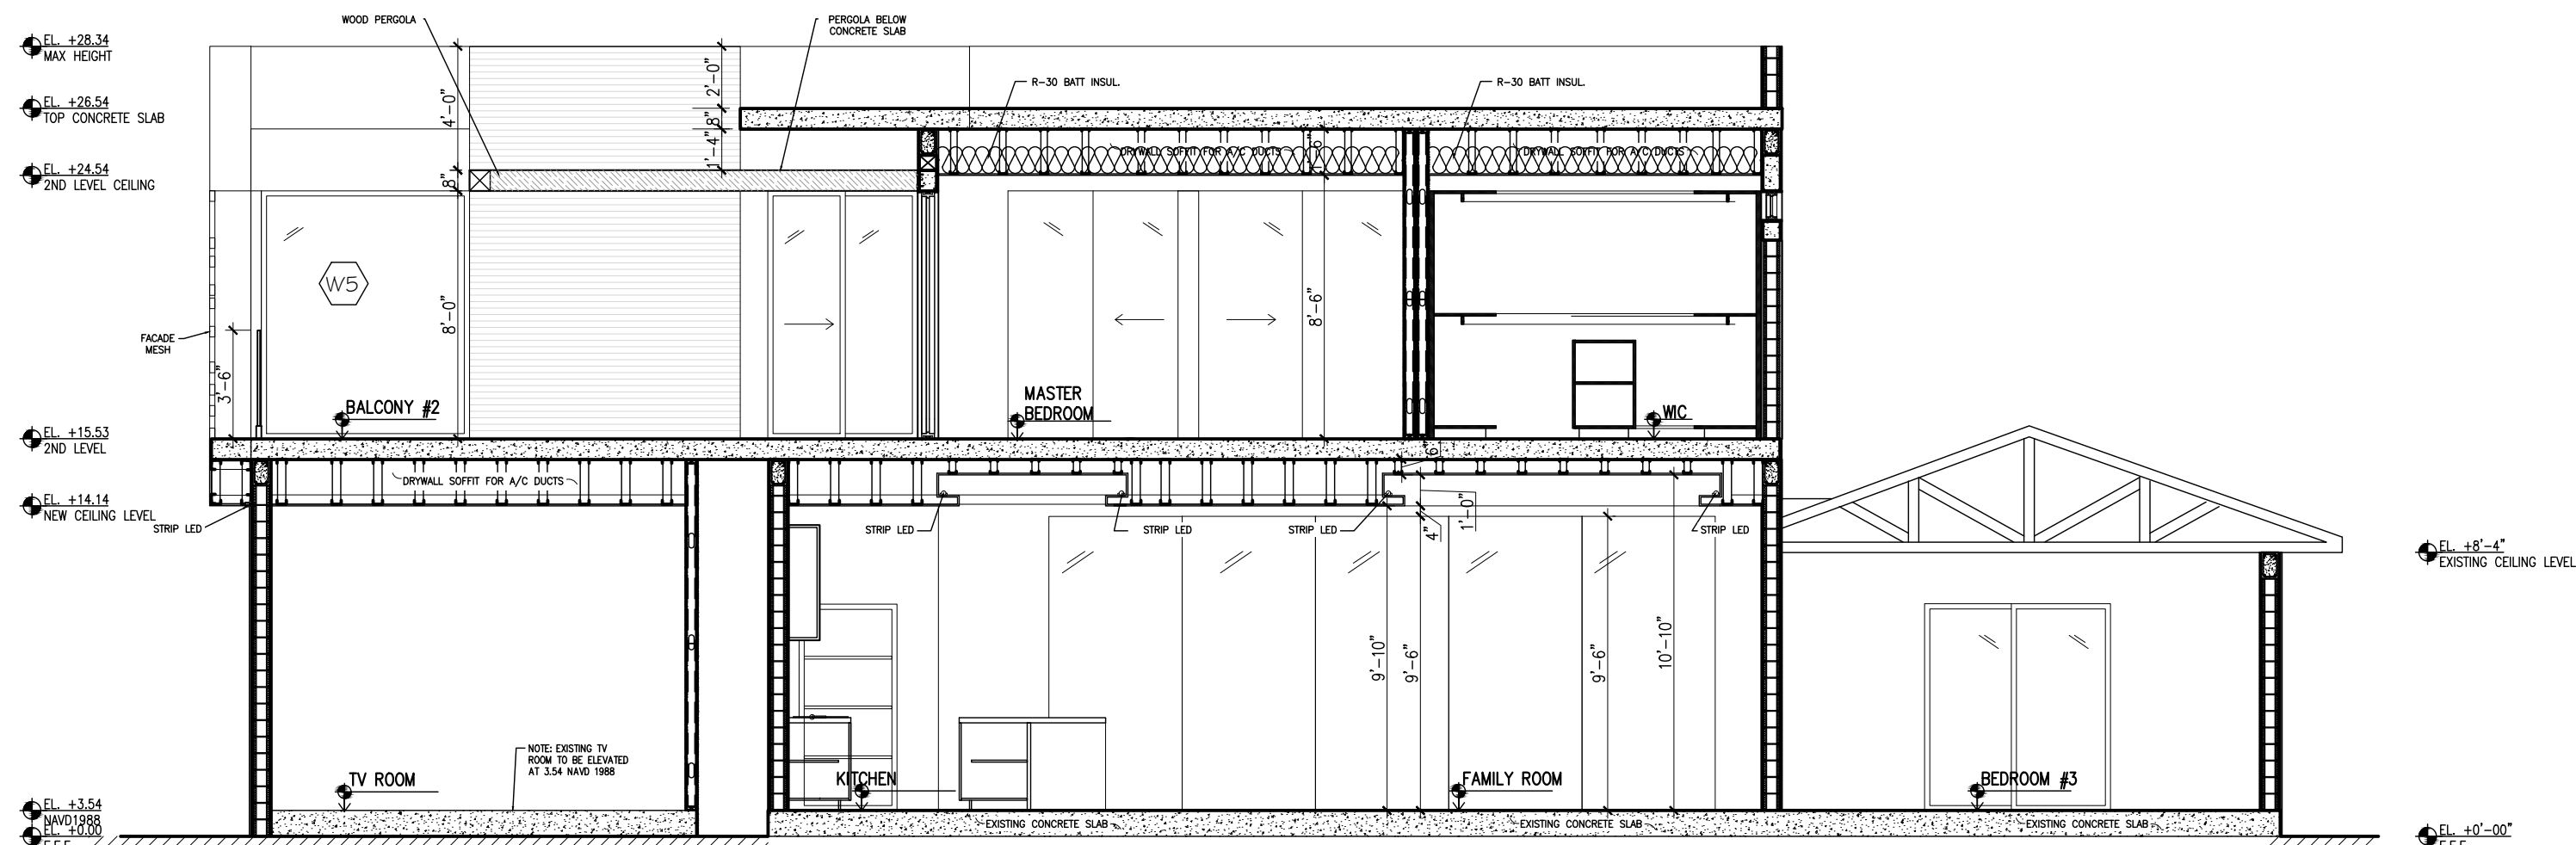 WOOD PERGOLA
PERGOLA BELOW
CONCRETE SLAB
EL. +28.34
MAX HEIGHT
2'-0"
R-30 BATT INSUL.
R-30 BATT INSUL.
EL. +26.54
TOP CONCRETE SLAB
4'-0"
8"
1'-4"
DRYWALL SOFFIT FOR A/C DUCTS
DRYWALL SOFFIT FOR A/C DUCTS
EL. +24.54
2ND LEVEL CEILING
8"
W5
8'-0"
8'-6"
FACADE
MESH
3'-6"
BALCONY #2
MASTER
BEDROOM
WIC
EL. +15.53
2ND LEVEL
6"
DRYWALL SOFFIT FOR A/C DUCTS
EL. +14.14
NEW CEILING LEVEL
STRIP LED
STRIP LED
STRIP LED
STRIP LED
4"
1'-0"
STRIP LED
EL. +8'-4"
EXISTING CEILING LEVEL
9'-10"
9'-6"
9'-6"
10'-10"
NOTE: EXISTING TV
ROOM TO BE ELEVATED
AT 3.54 NAVD 1988
TV ROOM
KITCHEN
FAMILY ROOM
BEDROOM #3
EL. +3.54
NAVD1988
EXISTING CONCRETE SLAB
EXISTING CONCRETE SLAB
EXISTING CONCRETE SLAB
EL. +0.00
EL. +0'-00"